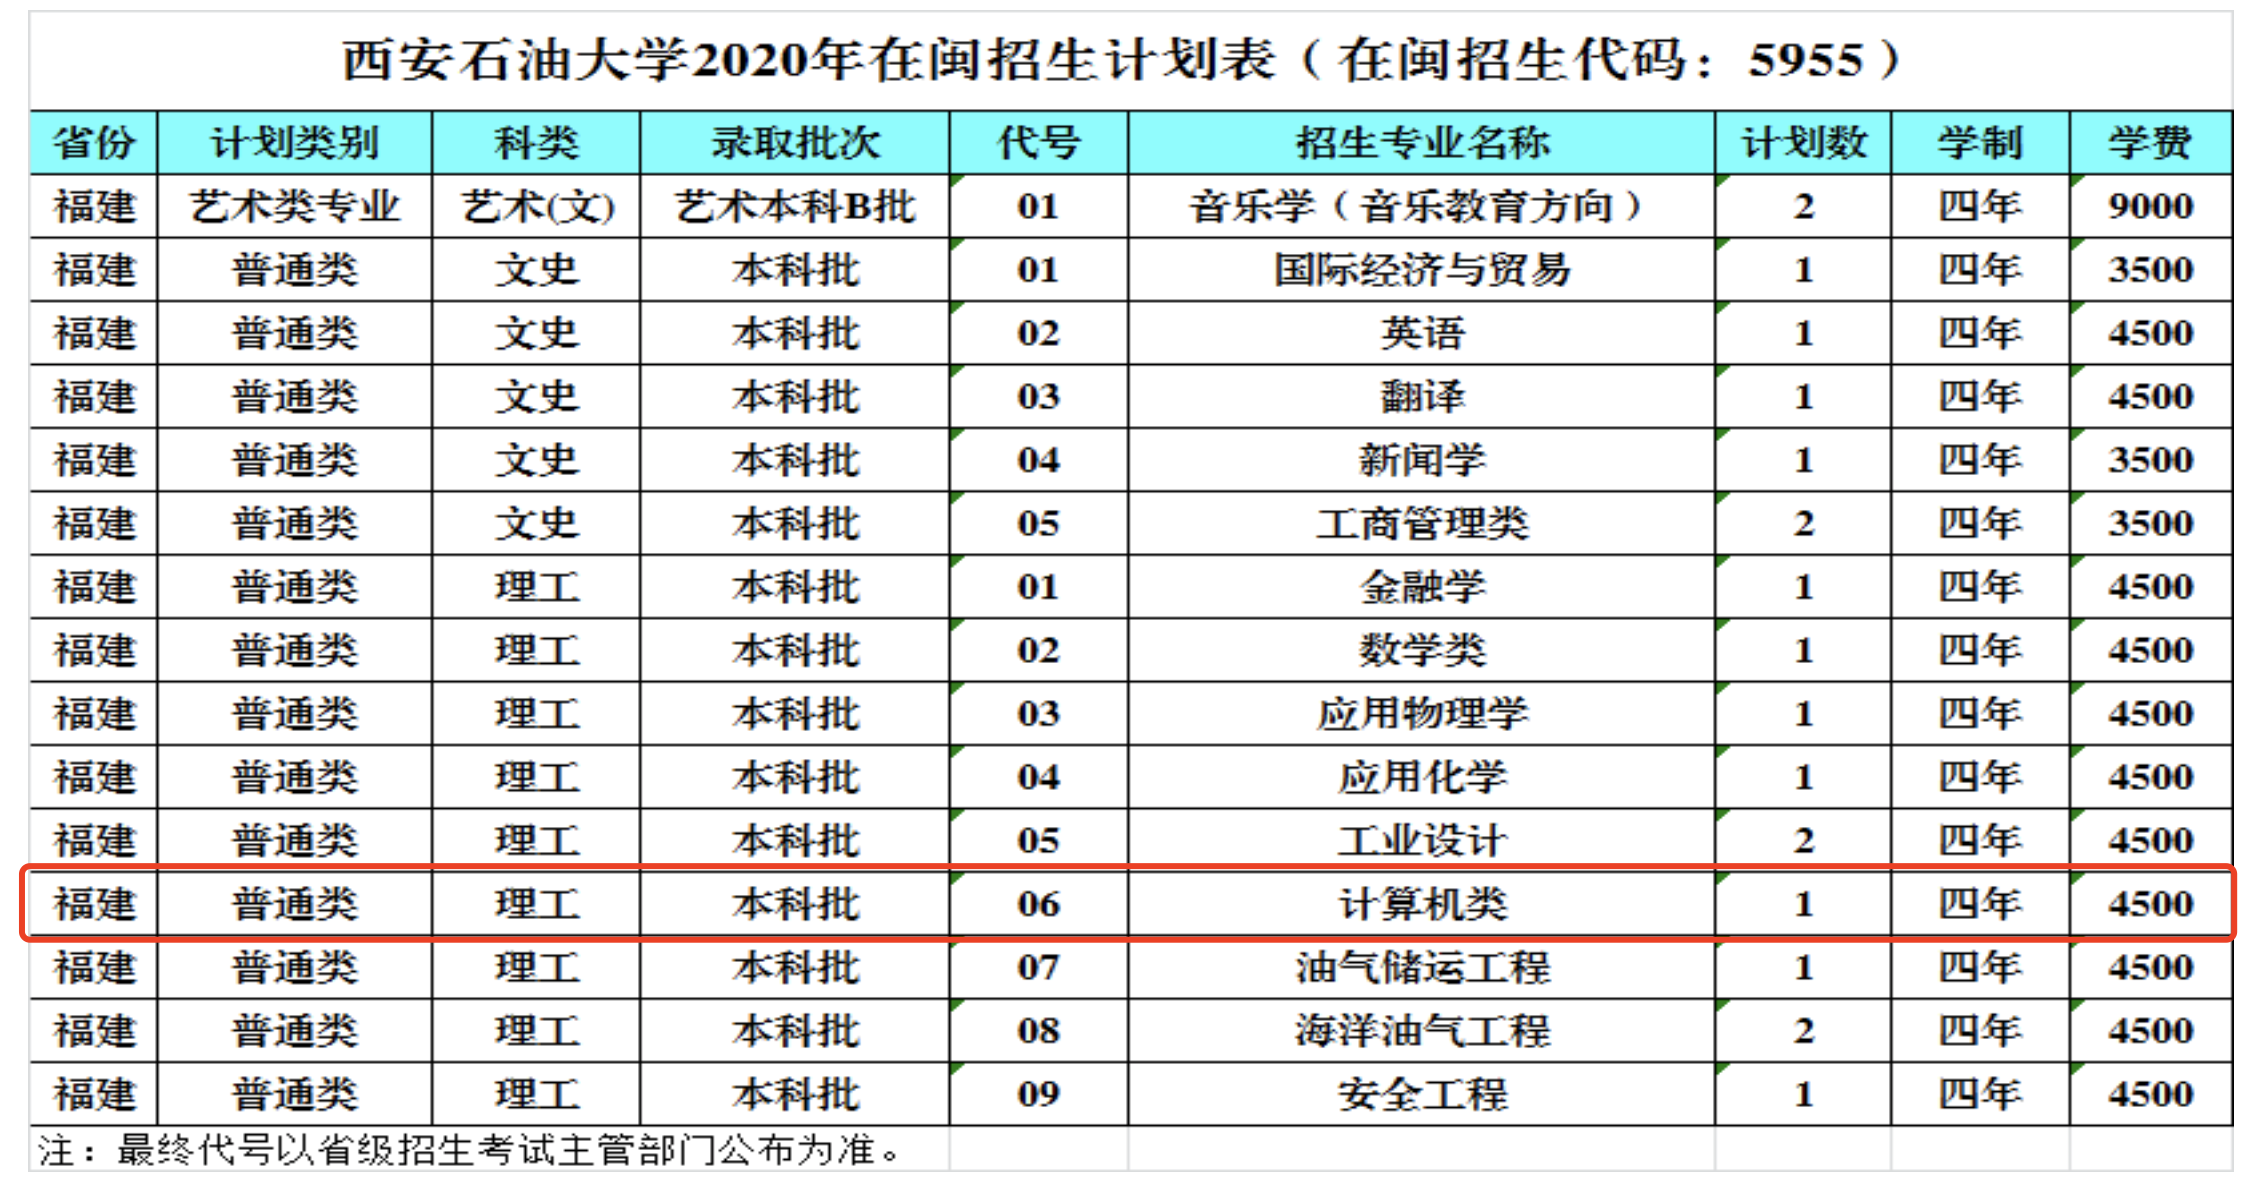 西安石油大学2020年在闽招生计划表（在闽招生代码：5955）
省份 计划类别 科类 录取批次 代号 招生专业名称 计划数 学制 学费
福建 艺术类专业 艺术(文) 艺术本科B批 01 音乐学（音乐教育方向） 2 四年 9000
福建 普通类 文史 本科批 01 国际经济与贸易 1 四年 3500
福建 普通类 文史 本科批 02 英语 1 四年 4500
福建 普通类 文史 本科批 03 翻译 1 四年 4500
福建 普通类 文史 本科批 04 新闻学 1 四年 3500
福建 普通类 文史 本科批 05 工商管理类 2 四年 3500
福建 普通类 理工 本科批 01 金融学 1 四年 4500
福建 普通类 理工 本科批 02 数学类 1 四年 4500
福建 普通类 理工 本科批 03 应用物理学 1 四年 4500
福建 普通类 理工 本科批 04 应用化学 1 四年 4500
福建 普通类 理工 本科批 05 工业设计 2 四年 4500
福建 普通类 理工 本科批 06 计算机类 1 四年 4500
福建 普通类 理工 本科批 07 油气储运工程 1 四年 4500
福建 普通类 理工 本科批 08 海洋油气工程 2 四年 4500
福建 普通类 理工 本科批 09 安全工程 1 四年 4500
注：最终代号以省级招生考试主管部门公布为准。